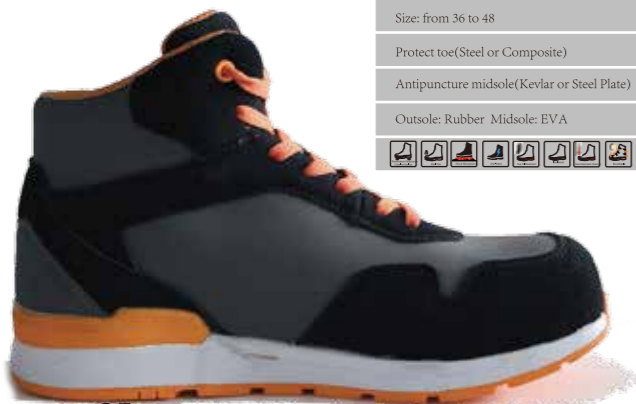 Size: from 36 to 48
Protect toe(Steel or Composite)
Antipuncture midsole(Kevlar or Steel Plate)
Outsole: Rubber Midsole: EVA